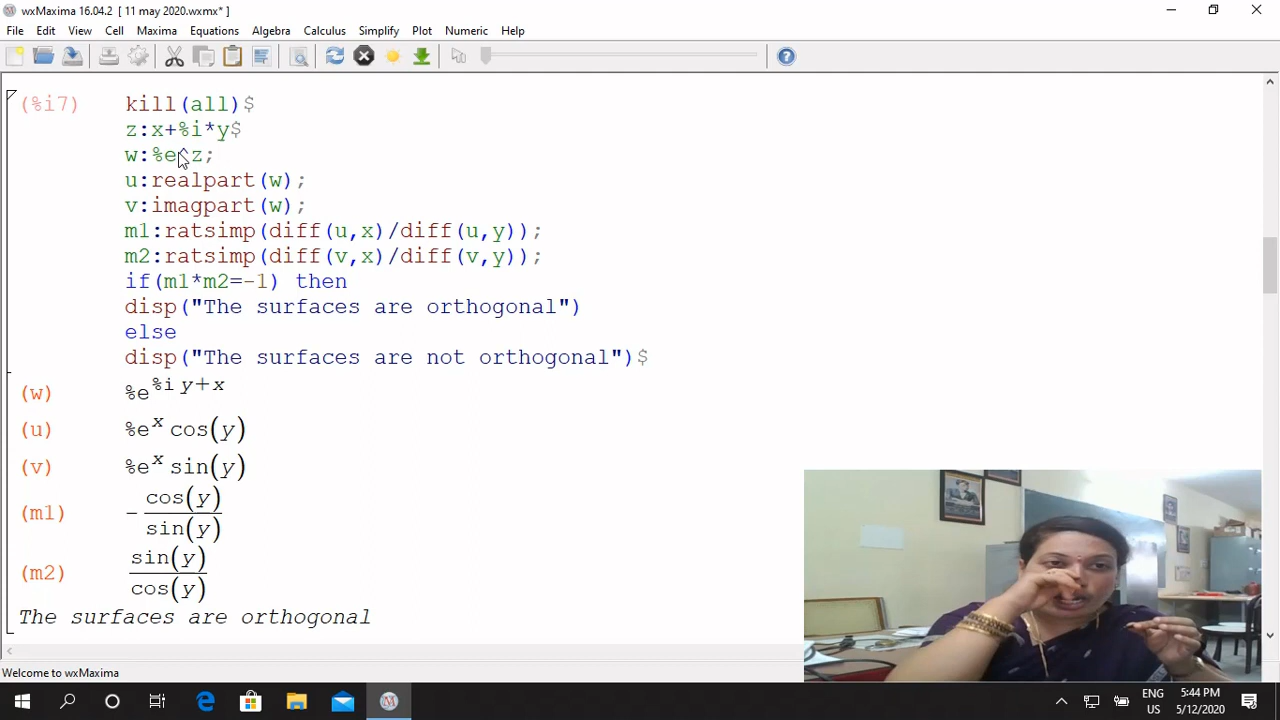 wxMaxima 16.04.2 [ 11 may 2020.wxmx* ]
File Edit View Cell Maxima Equations Algebra Calculus Simplify Plot Numeric Help
(%i7) kill(all)$
z:x+%i*y$
w:%e^z;
u:realpart(w);
v:imagpart(w);
m1:ratsimp(diff(u,x)/diff(u,y));
m2:ratsimp(diff(v,x)/diff(v,y));
if(m1*m2=-1) then
disp("The surfaces are orthogonal")
else
disp("The surfaces are not orthogonal")$
(w) %e^%i y+x
(u) %e^x cos(y)
(v) %e^x sin(y)
(m1) - cos(y)/sin(y)
(m2) sin(y)/cos(y)
The surfaces are orthogonal
Welcome to wxMaxima
ENG 5:44 PM
US 5/12/2020